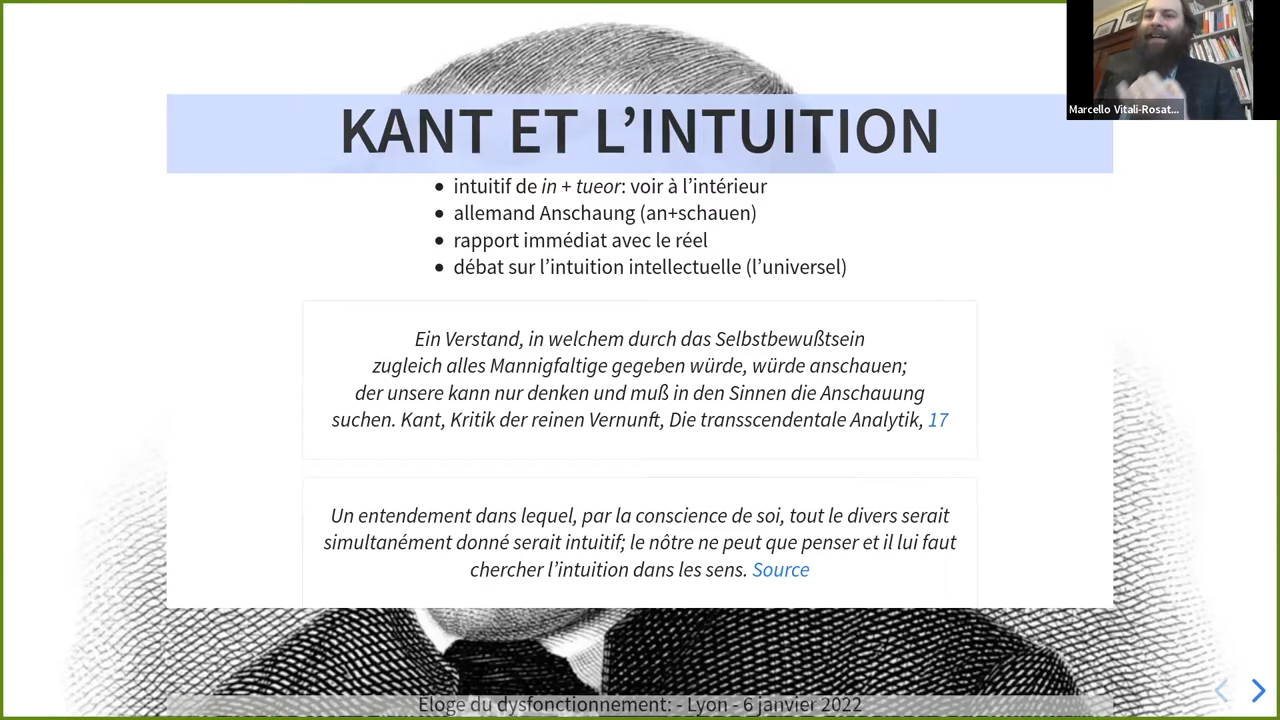 Marcello Vitali-Rosat...
KANT ET L’INTUITION
intuitif de in + tueor: voir à l’intérieur
allemand Anschaung (an+schauen)
rapport immédiat avec le réel
débat sur l’intuition intellectuelle (l’universel)
Ein Verstand, in welchem durch das Selbstbewußtsein
zugleich alles Mannigfaltige gegeben würde, würde anschauen;
der unsere kann nur denken und muß in den Sinnen die Anschauung
suchen. Kant, Kritik der reinen Vernunft, Die transscendentale Analytik, 17
Un entendement dans lequel, par la conscience de soi, tout le divers serait
simultanément donné serait intuitif; le nôtre ne peut que penser et il lui faut
chercher l’intuition dans les sens. Source
Eloge du dysfonctionnement: - Lyon - 6 janvier 2022